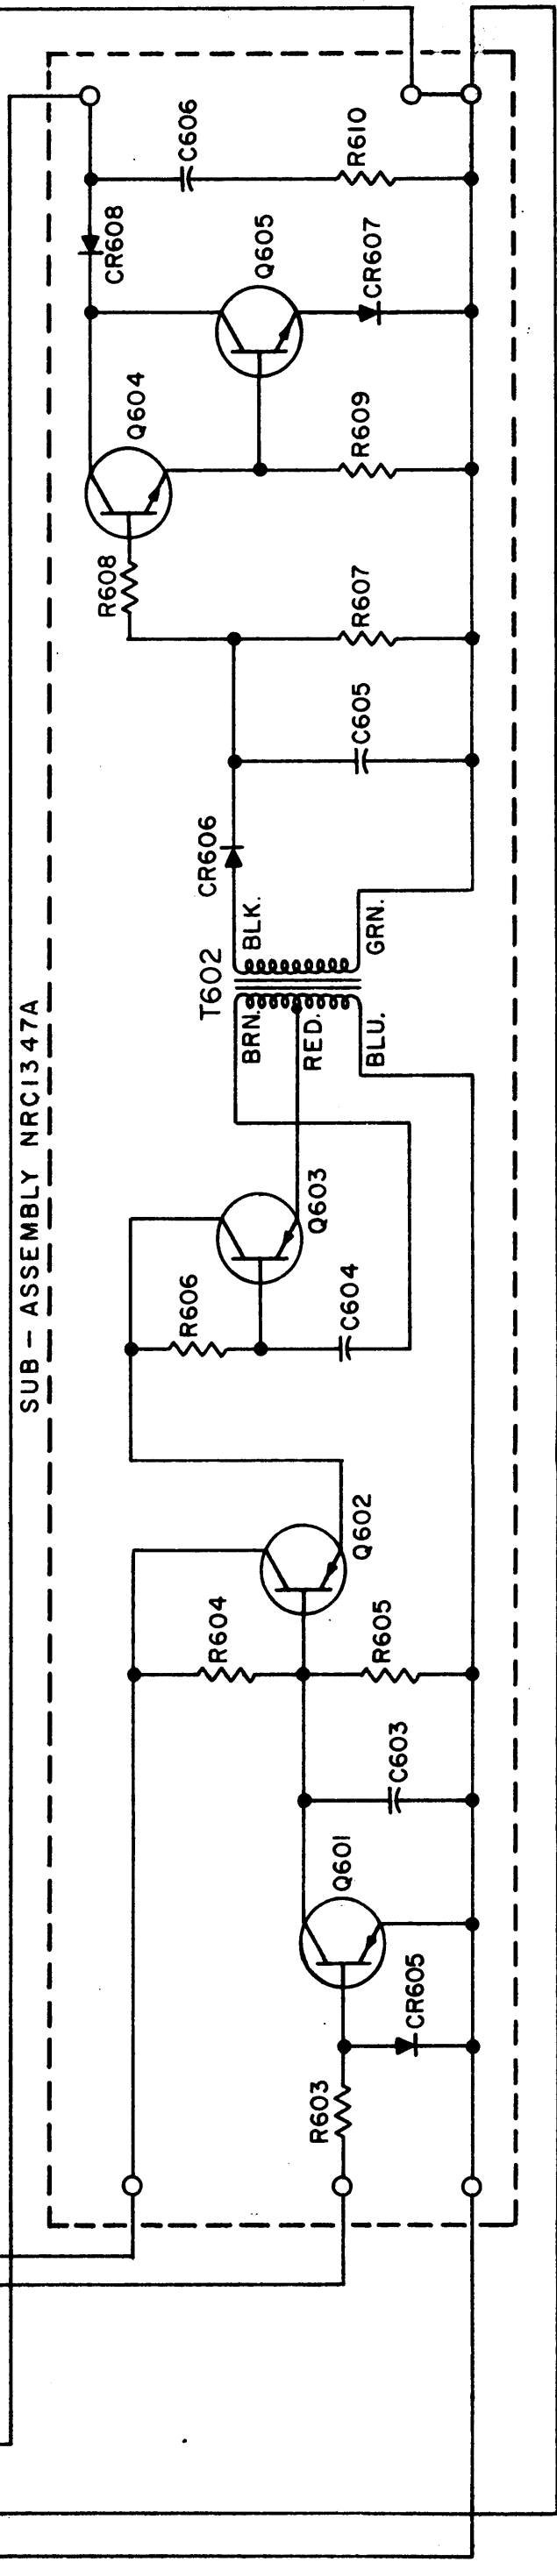 SUB – ASSEMBLY NRC1347A
R603
CR605
Q601
C603
R604
R605
Q602
R606
C604
Q603
T602
BRN.
RED.
BLU.
BLK.
GRN.
CR606
C605
R607
R608
Q604
R609
Q605
CR607
CR608
C606
R610